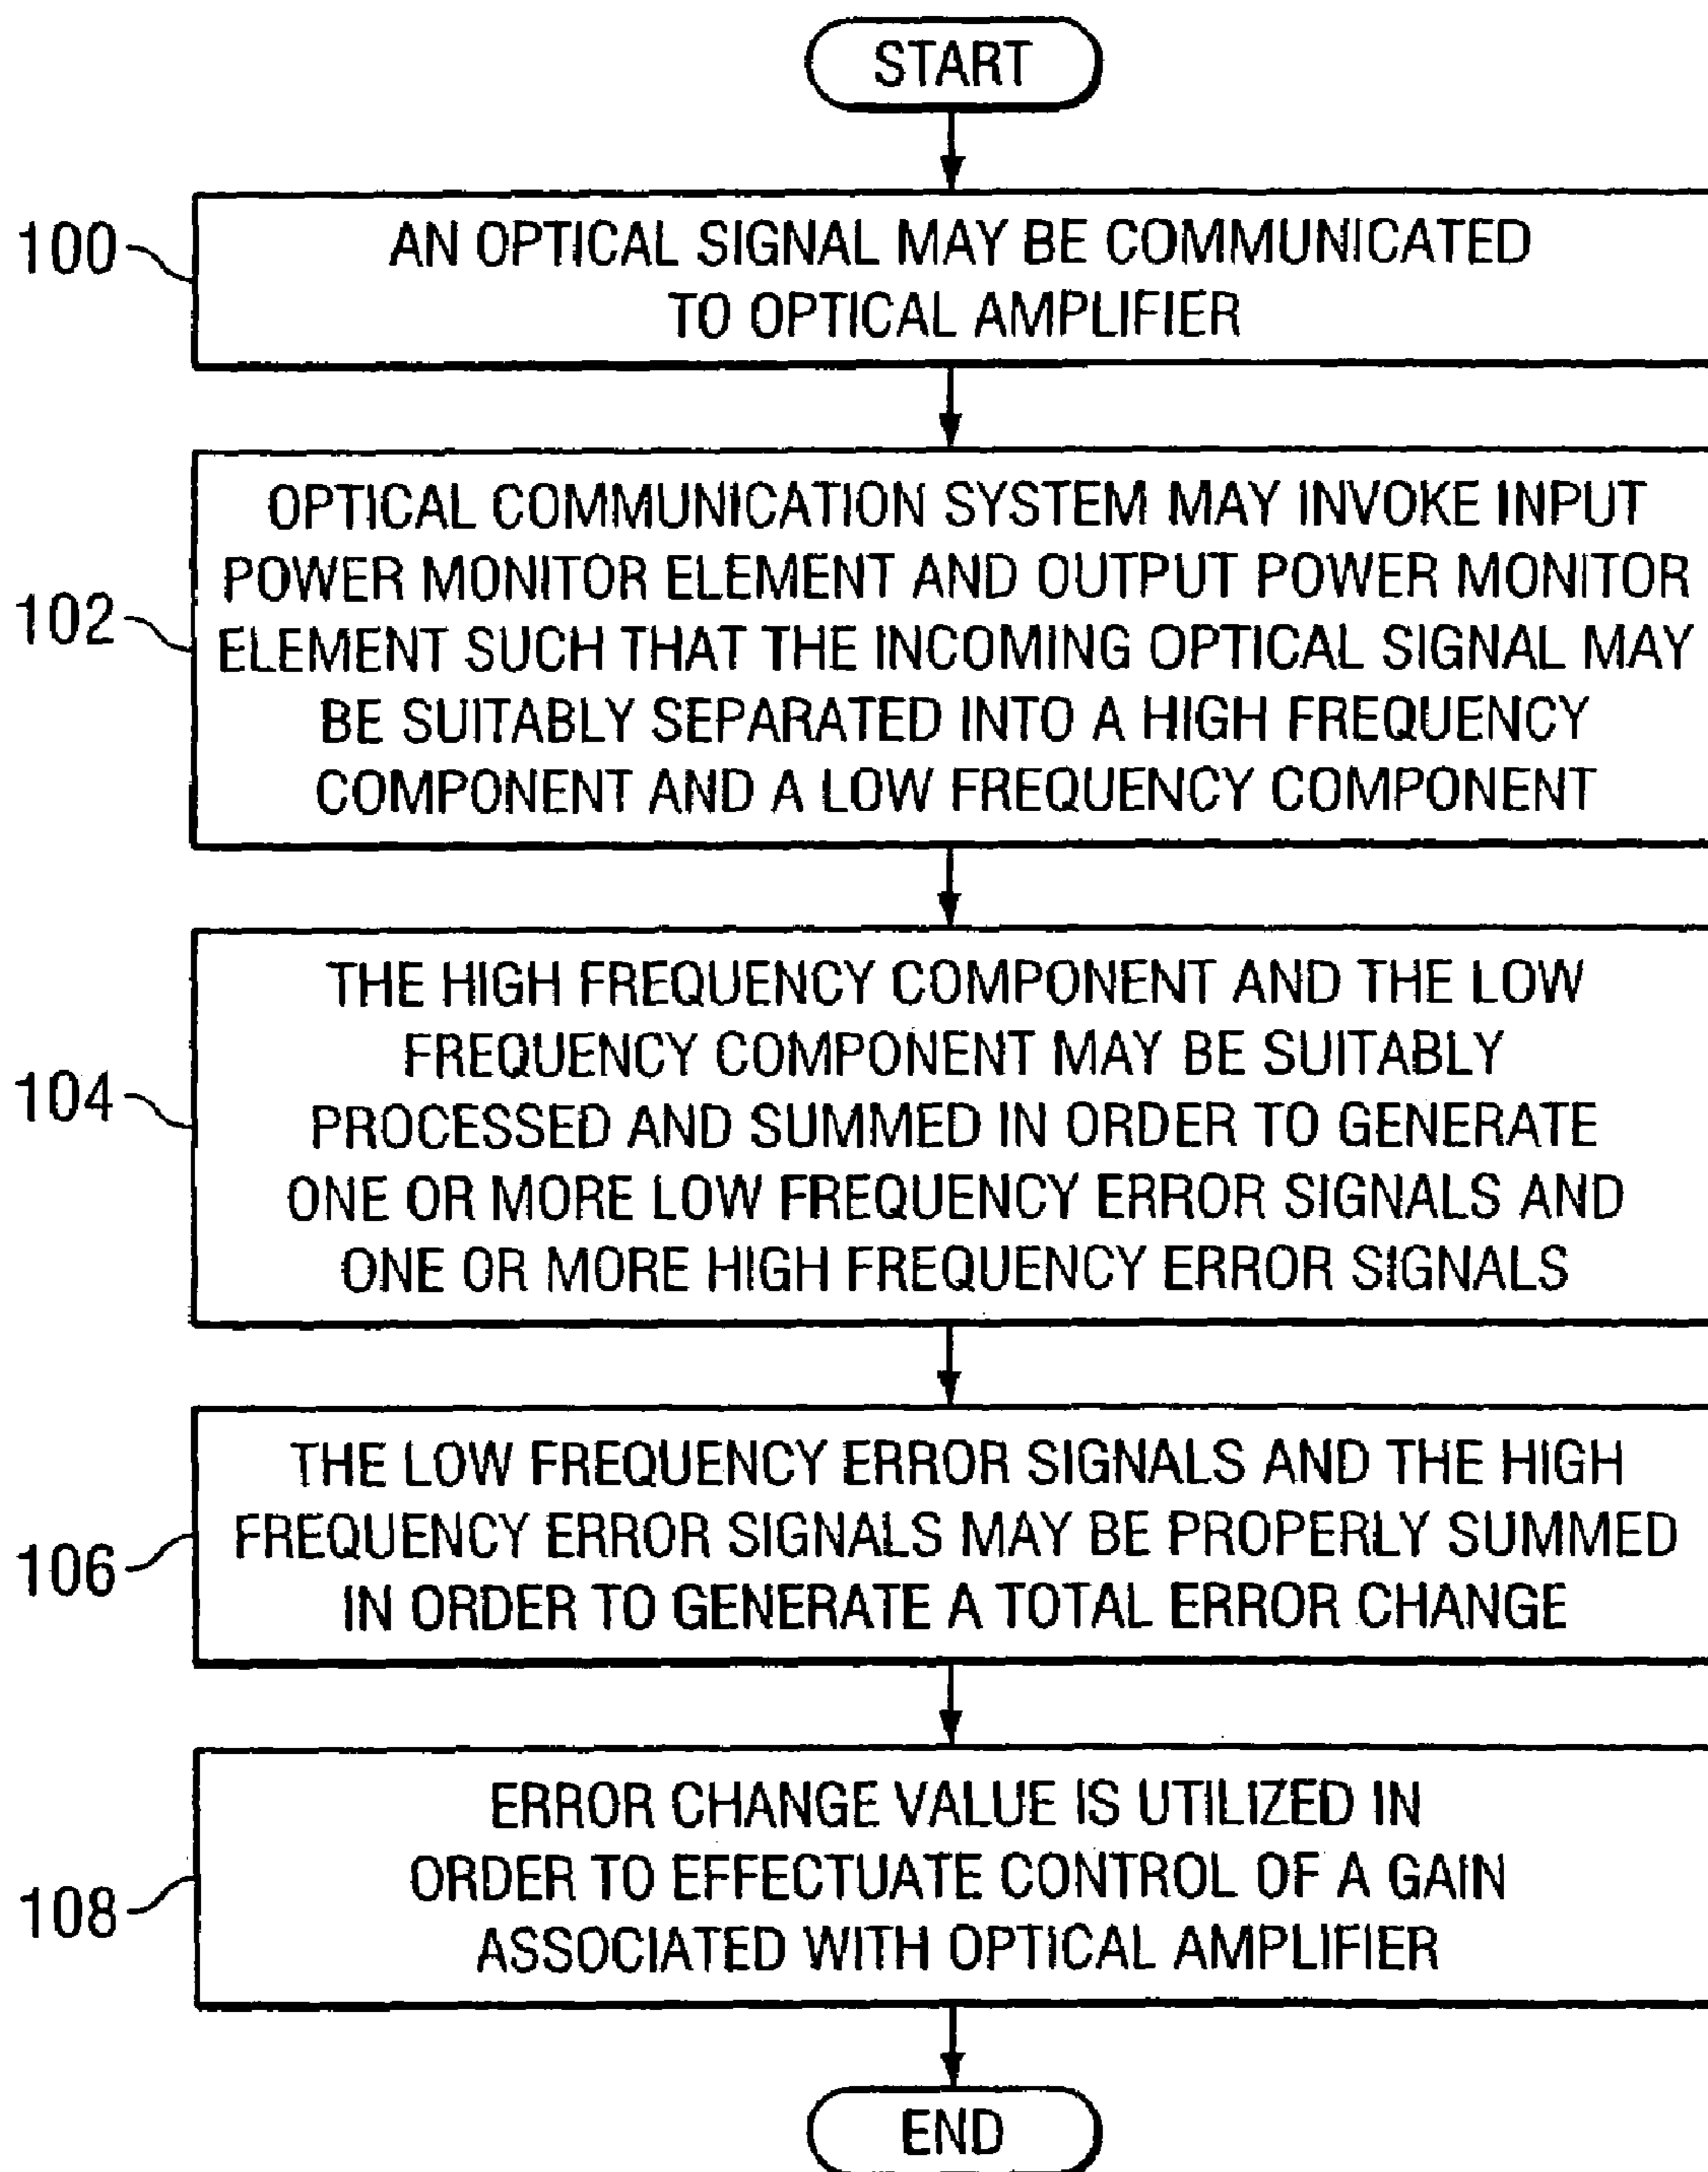 START
100
AN OPTICAL SIGNAL MAY BE COMMUNICATED
TO OPTICAL AMPLIFIER
102
OPTICAL COMMUNICATION SYSTEM MAY INVOKE INPUT
POWER MONITOR ELEMENT AND OUTPUT POWER MONITOR
ELEMENT SUCH THAT THE INCOMING OPTICAL SIGNAL MAY
BE SUITABLY SEPARATED INTO A HIGH FREQUENCY
COMPONENT AND A LOW FREQUENCY COMPONENT
104
THE HIGH FREQUENCY COMPONENT AND THE LOW
FREQUENCY COMPONENT MAY BE SUITABLY
PROCESSED AND SUMMED IN ORDER TO GENERATE
ONE OR MORE LOW FREQUENCY ERROR SIGNALS AND
ONE OR MORE HIGH FREQUENCY ERROR SIGNALS
106
THE LOW FREQUENCY ERROR SIGNALS AND THE HIGH
FREQUENCY ERROR SIGNALS MAY BE PROPERLY SUMMED
IN ORDER TO GENERATE A TOTAL ERROR CHANGE
108
ERROR CHANGE VALUE IS UTILIZED IN
ORDER TO EFFECTUATE CONTROL OF A GAIN
ASSOCIATED WITH OPTICAL AMPLIFIER
END